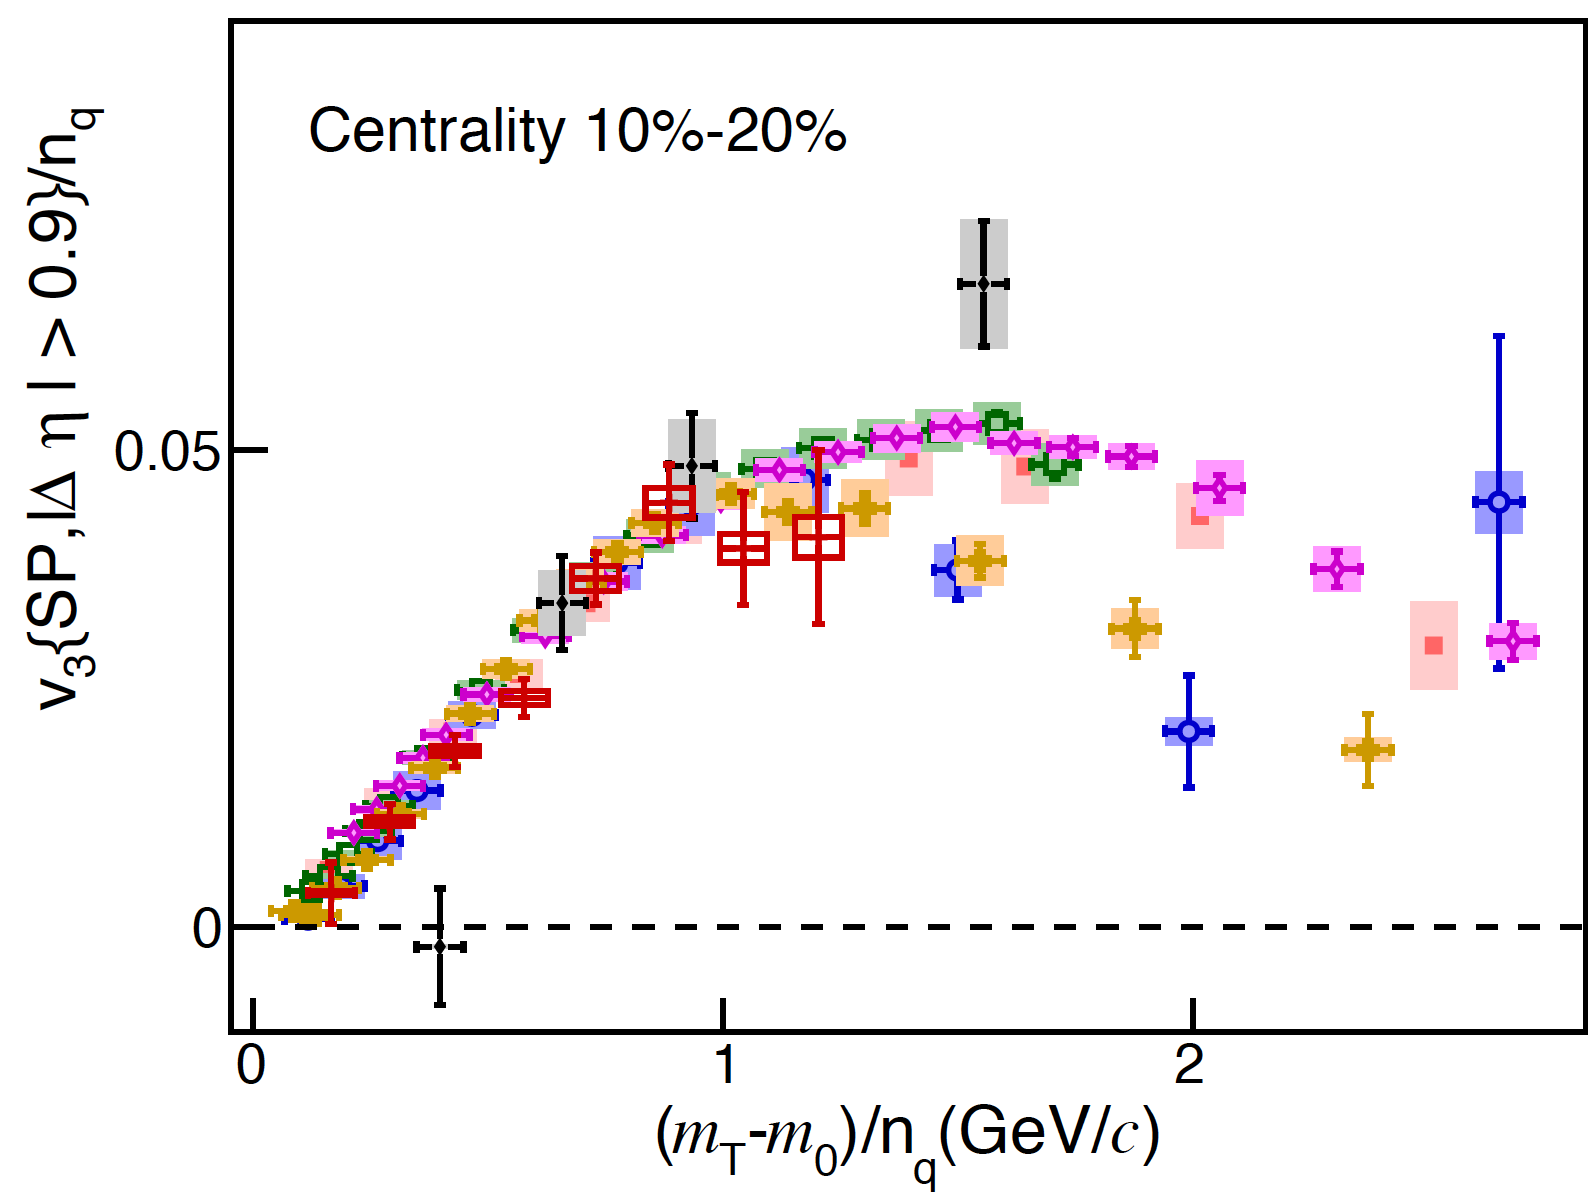 Centrality 10%-20%
v3{SP,|Δ η | > 0.9}/nq
0.05
0
0 1 2
(mT-m0)/nq(GeV/c)